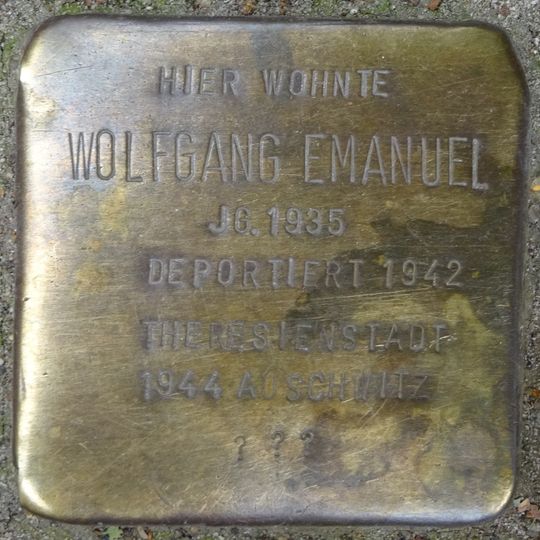 HIER WOHNTE
WOLFGANG EMANUEL
JG. 1935
DEPORTIERT 1942
THERESIENSTADT
1944 AUSCHWITZ
? ? ?